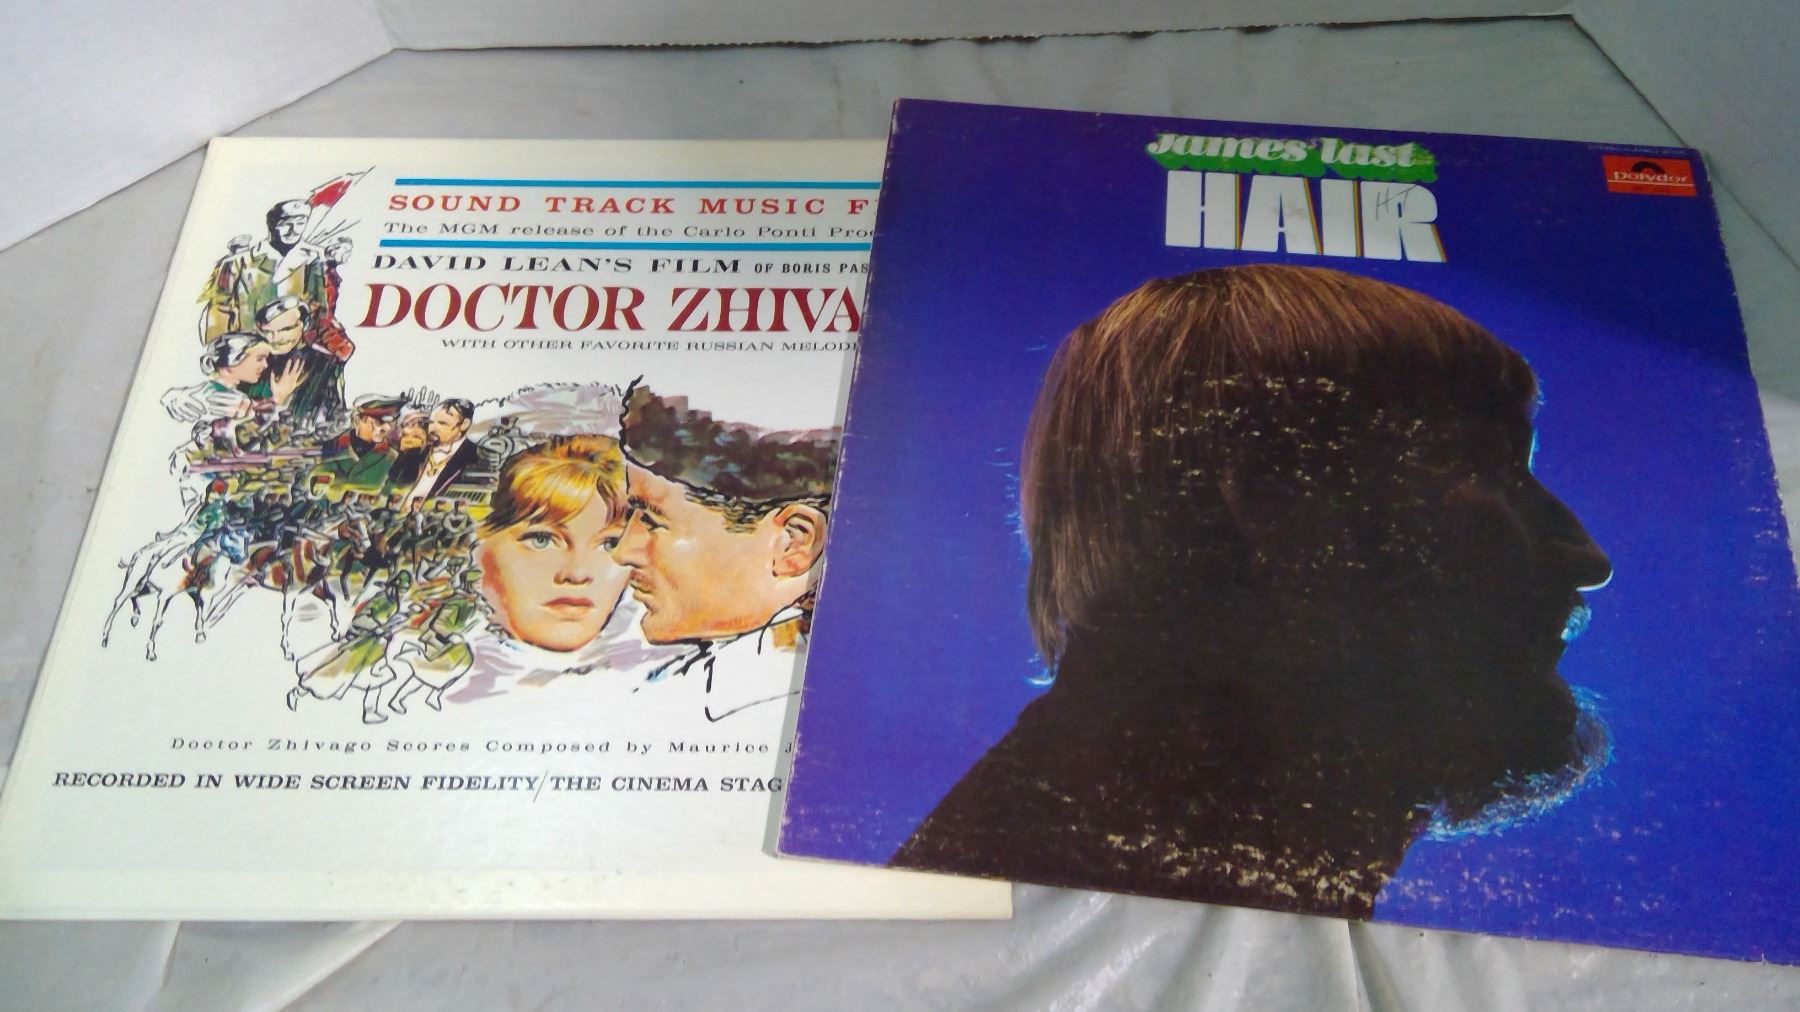 SOUND TRACK MUSIC F
The MGM release of the Carlo Ponti Pro
DAVID LEAN'S FILM OF BORIS PAS
DOCTOR ZHIVA
WITH OTHER FAVORITE RUSSIAN MELOD
Doctor Zhivago Scores Composed by Maurice J
RECORDED IN WIDE SCREEN FIDELITY/THE CINEMA STAG
james last
HAIR
Polydor